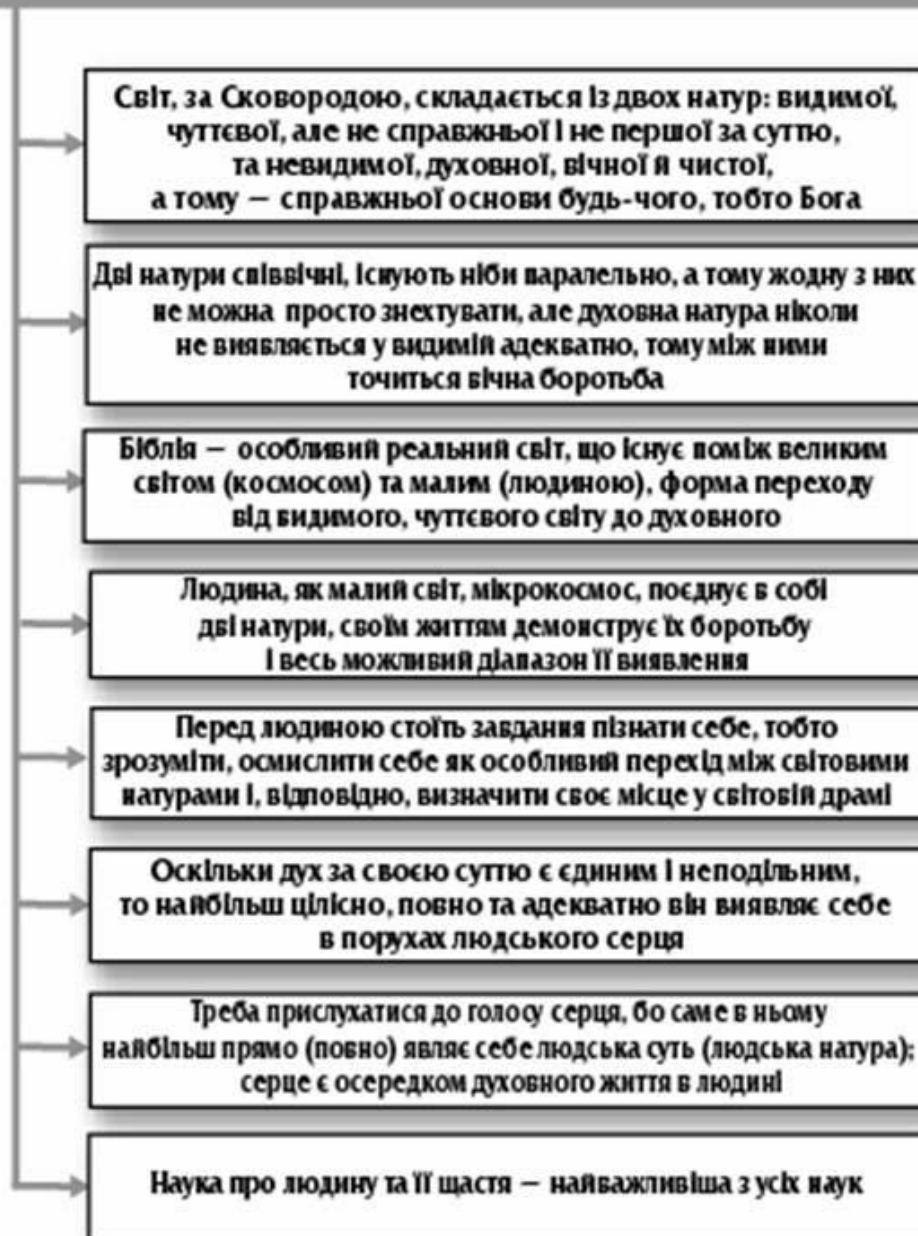 Світ, за Сковородою, складається із двох натур: видимої,
чуттєвої, але не справжньої і не першої за суттю,
та невидимої, духовної, вічної й чистої,
а тому — справжньої основи будь-чого, тобто Бога
Дві натури співвічні, існують ніби паралельно, а тому жодну з них
не можна просто знехтувати, але духовна натура ніколи
не виявляється у видимій адекватно, тому між ними
точиться вічна боротьба
Біблія — особливий реальний світ, що існує поміж великим
світом (космосом) та малим (людиною), форма переходу
від видимого, чуттєвого світу до духовного
Людина, як малий світ, мікрокосмос, поєднує в собі
дві натури, своїм життям демонструє їх боротьбу
і весь можливий діапазон її виявлення
Перед людиною стоїть завдання пізнати себе, тобто
зрозуміти, осмислити себе як особливий перехід між світовими
натурами і, відповідно, визначити своє місце у світовій драмі
Оскільки дух за своєю суттю є єдиним і неподільним,
то найбільш цілісно, повно та адекватно він виявляє себе
в порухах людського серця
Треба прислухатися до голосу серця, бо саме в ньому
найбільш прямо (повно) являє себе людська суть (людська натура);
серце є осередком духовного життя в людині
Наука про людину та її щастя — найважливіша з усіх наук